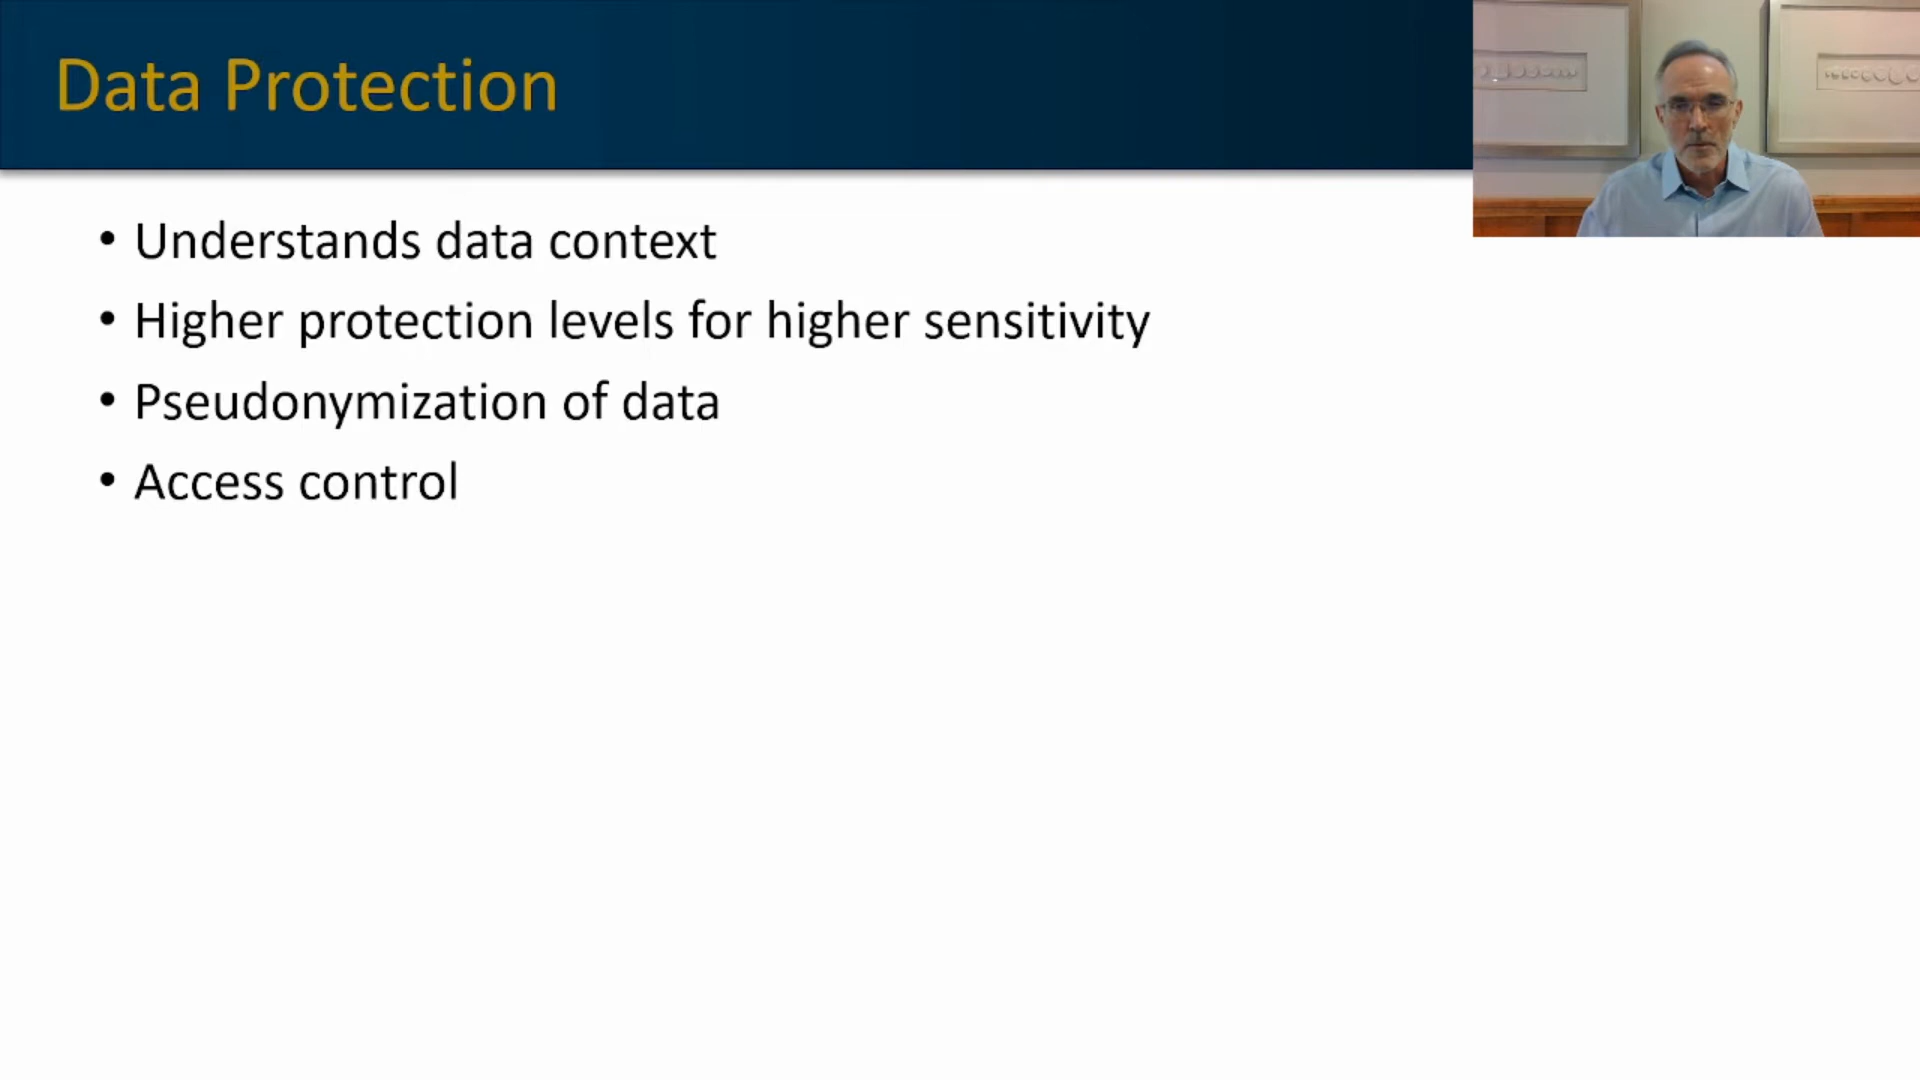 Data Protection
• Understands data context
• Higher protection levels for higher sensitivity
• Pseudonymization of data
• Access control